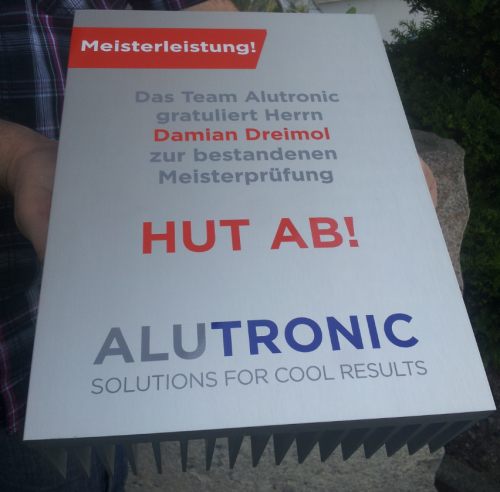 Meisterleistung!
Das Team Alutronic
gratuliert Herrn
Damian Dreimol
zur bestandenen
Meisterprüfung
HUT AB!
ALUTRONIC
SOLUTIONS FOR COOL RESULTS